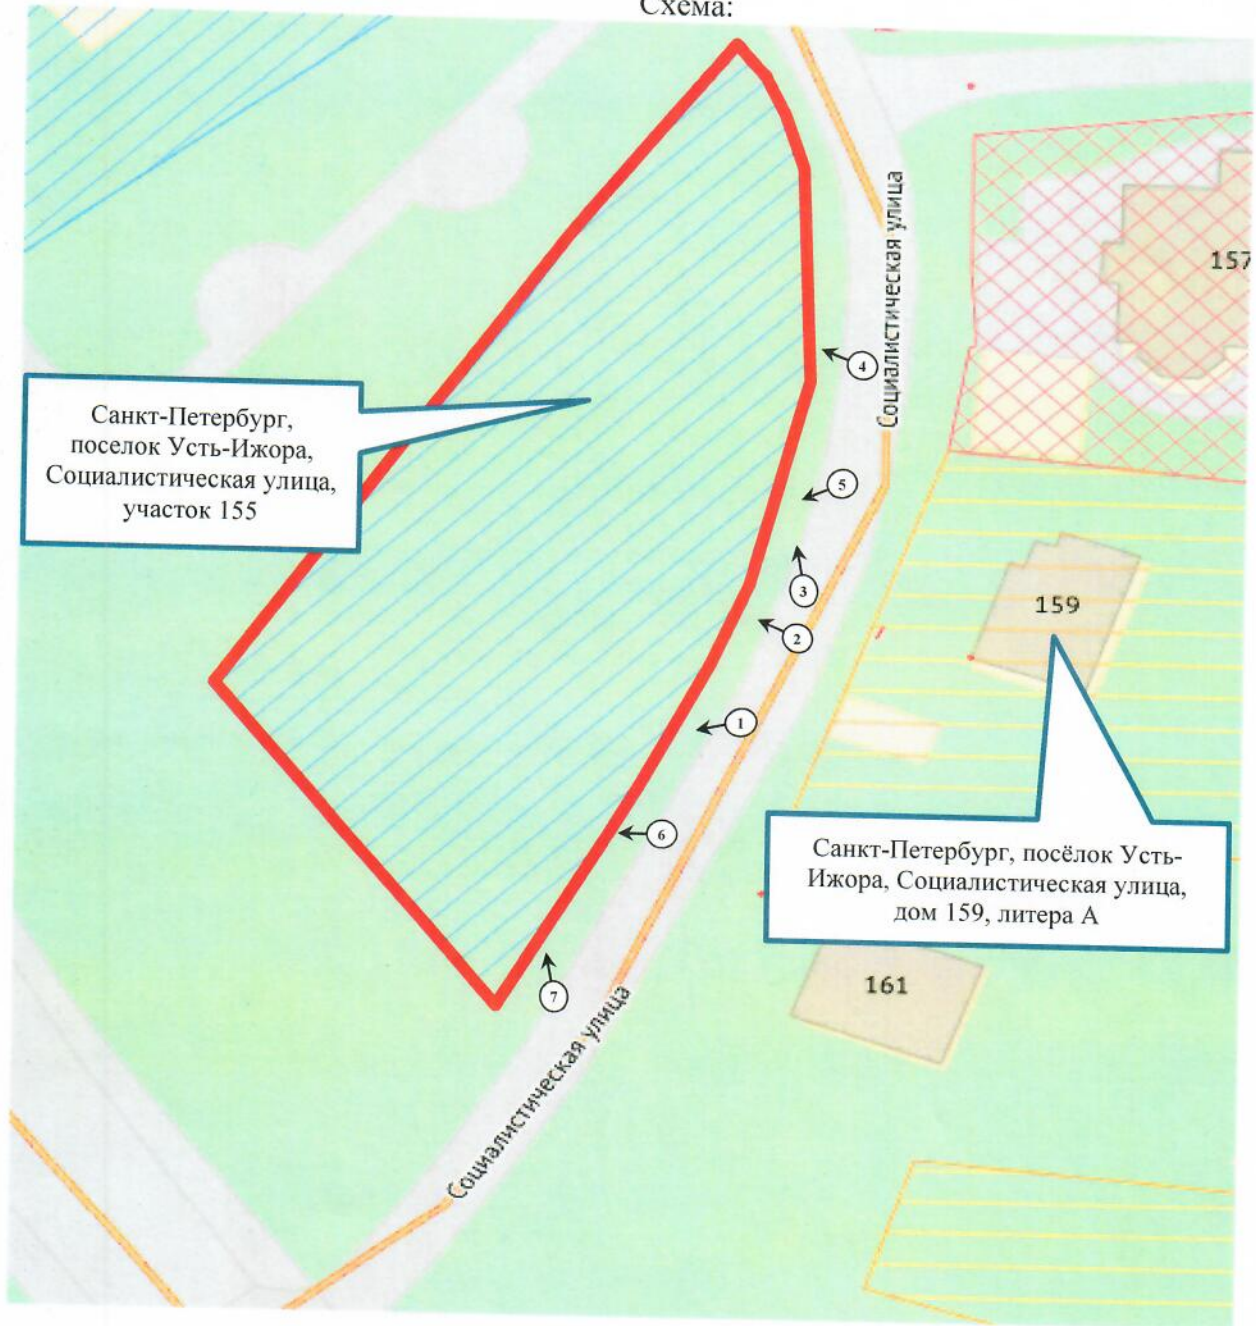 Схема:
Социалистическая улица
157
4
Санкт-Петербург,
поселок Усть-Ижора,
Социалистическая улица,
участок 155
5
3
159
2
1
6
Санкт-Петербург, посёлок Усть-
Ижора, Социалистическая улица,
дом 159, литера А
7
161
Социалистическая улица